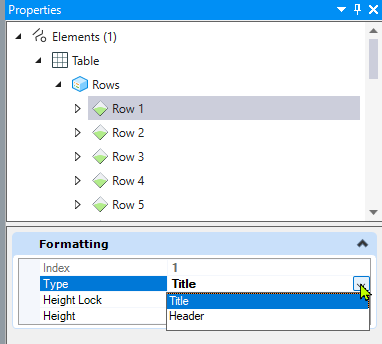 Properties
Elements (1)
Table
Rows
Row 1
Row 2
Row 3
Row 4
Row 5
Formatting
Index 1
Type Title
Height Lock Title
Height Header